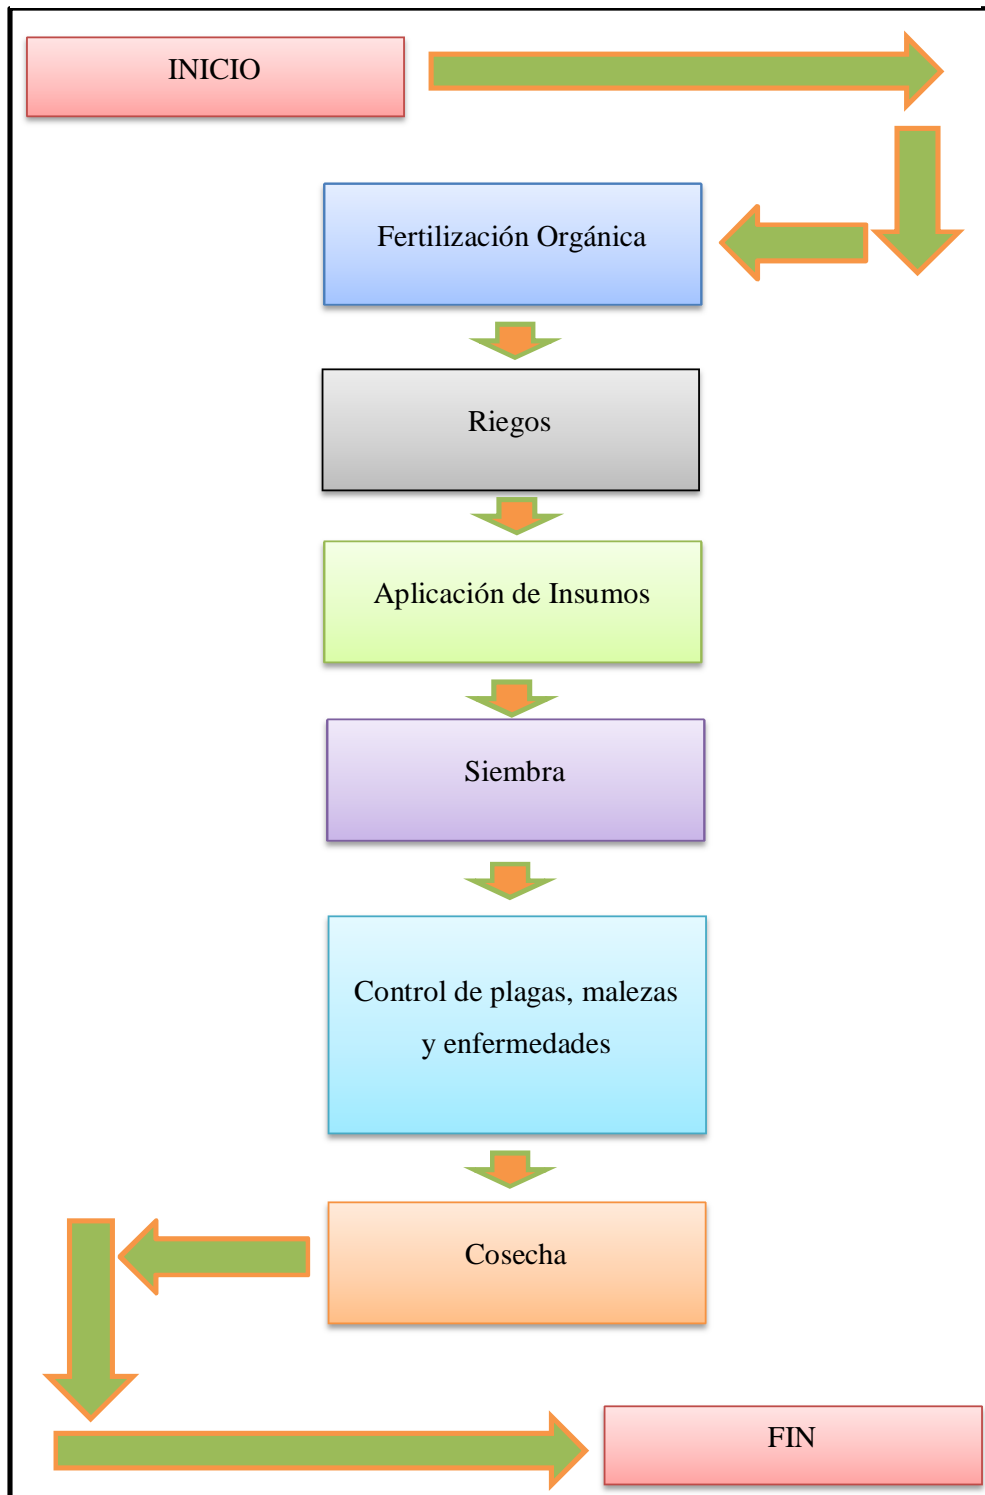 INICIO
Fertilización Orgánica
Riegos
Aplicación de Insumos
Siembra
Control de plagas, malezas
y enfermedades
Cosecha
FIN